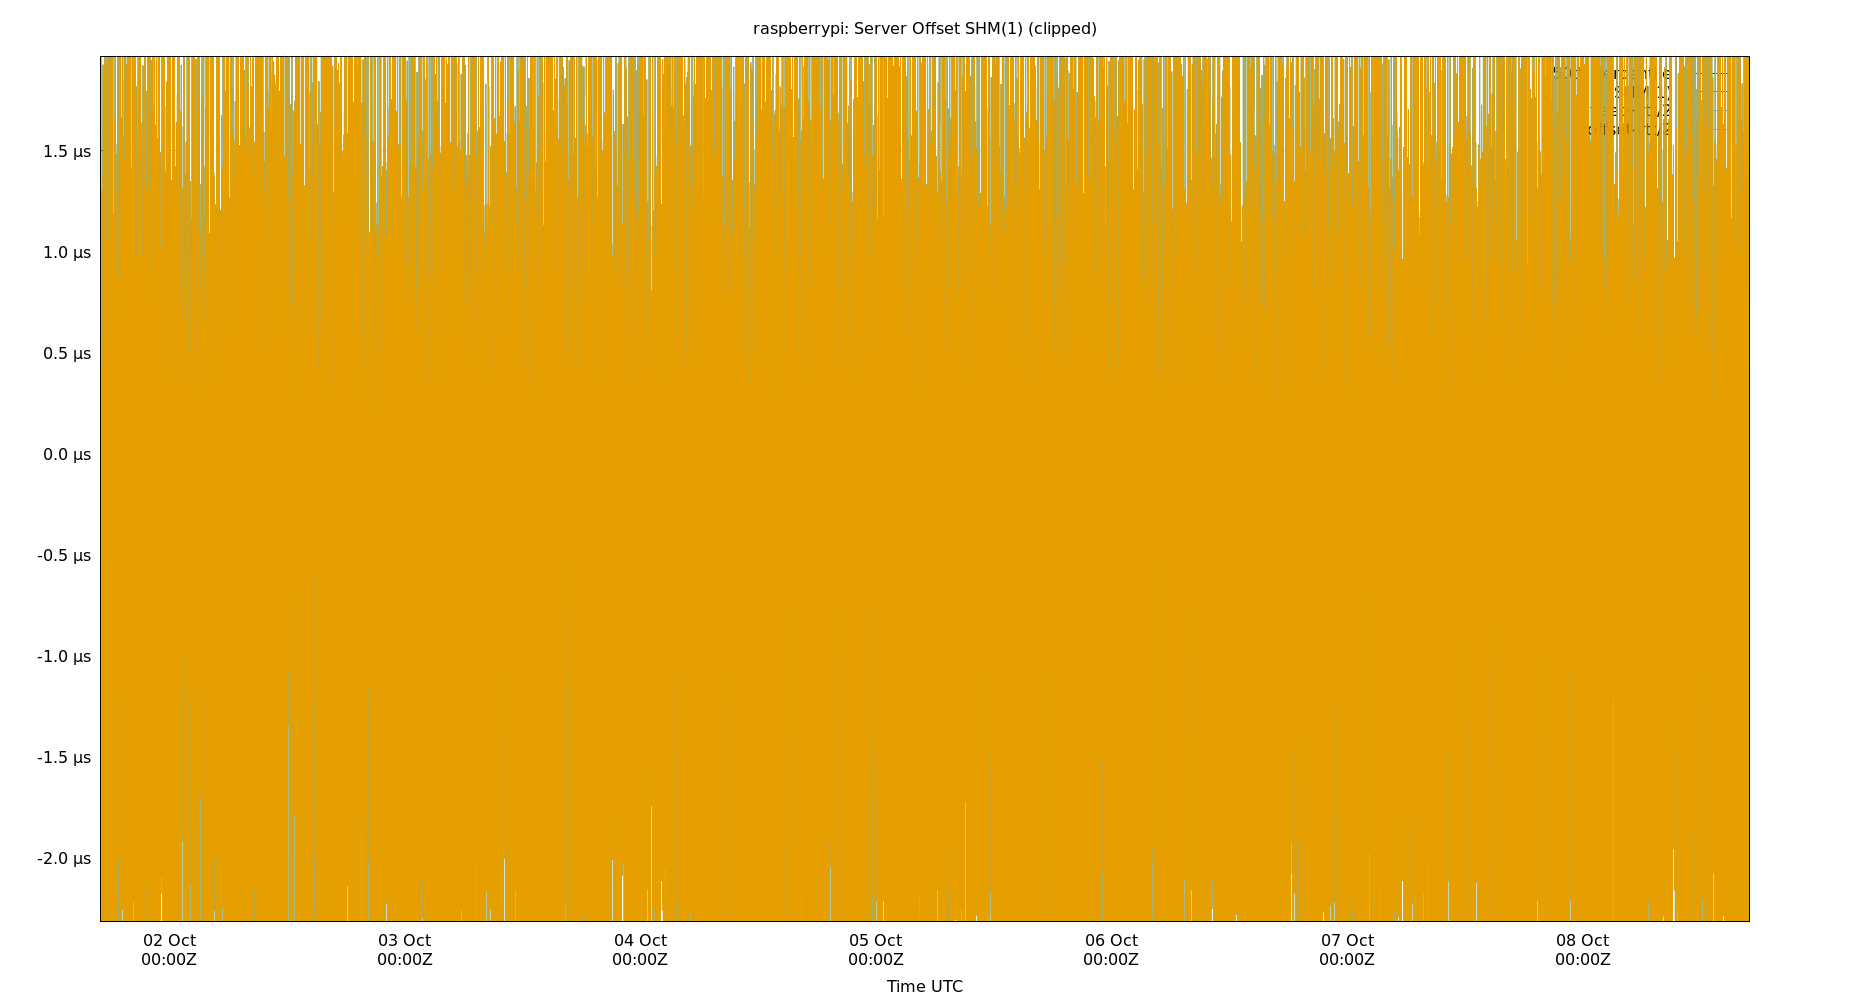 raspberrypi: Server Offset SHM(1) (clipped)
1.5 µs
1.0 µs
0.5 µs
0.0 µs
-0.5 µs
-1.0 µs
-1.5 µs
-2.0 µs
02 Oct 03 Oct 04 Oct 05 Oct 06 Oct 07 Oct 08 Oct
00:00Z 00:00Z 00:00Z 00:00Z 00:00Z 00:00Z 00:00Z
Time UTC